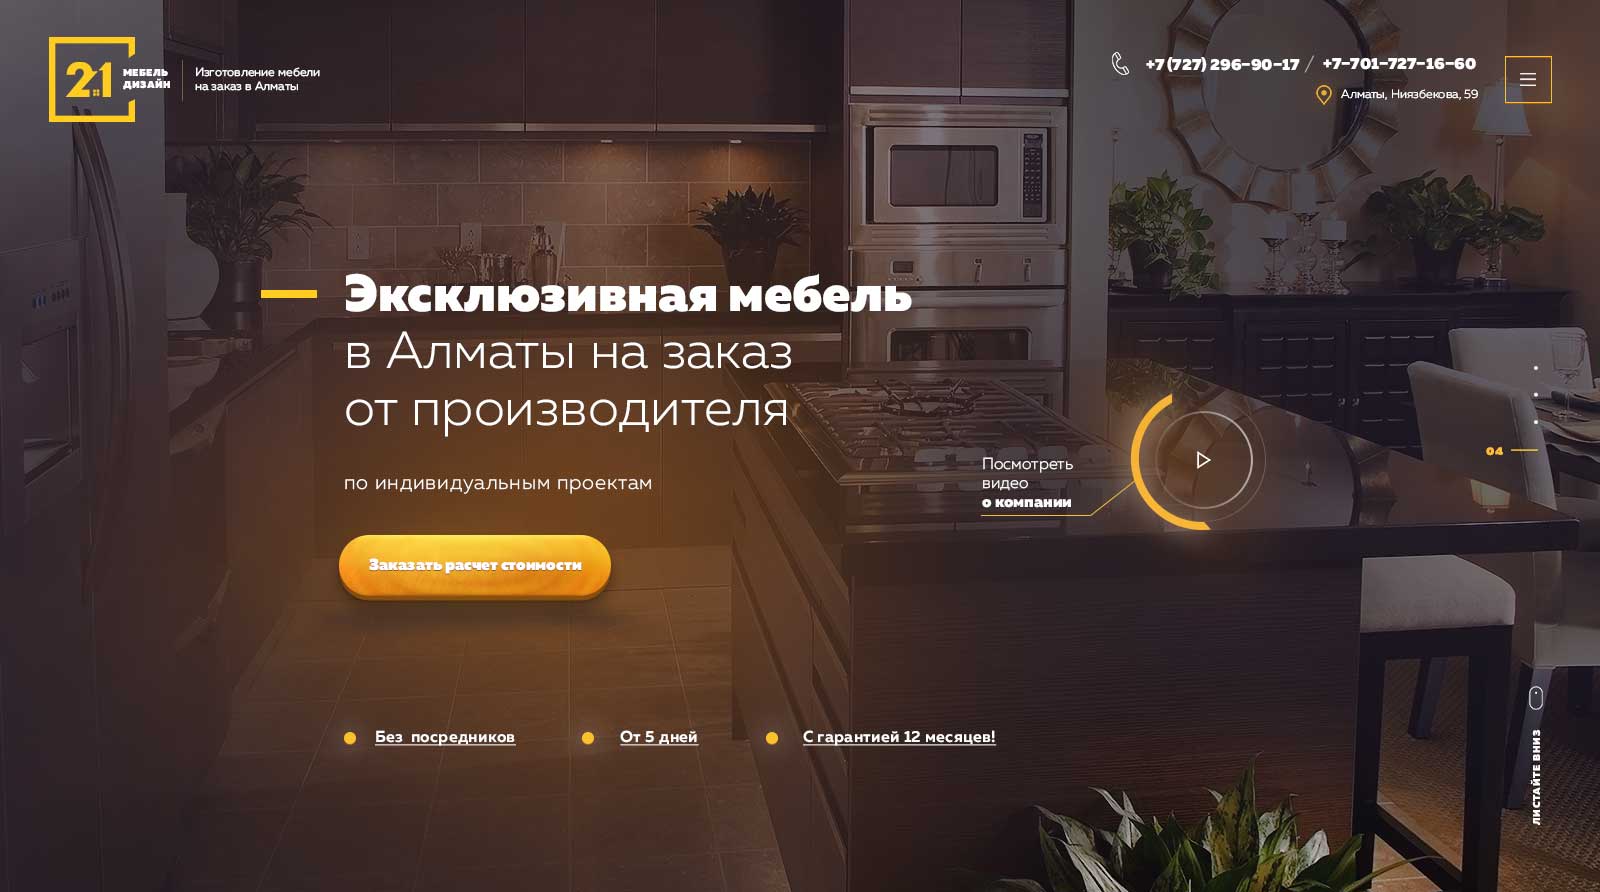 21
МЕБЕЛЬ
ДИЗАЙН
Изготовление мебели
на заказ в Алматы
+7 (727) 296-90-17 / +7-701-727-16-60
Алматы, Ниязбекова, 59
Эксклюзивная мебель
в Алматы на заказ
от производителя
по индивидуальным проектам
Заказать расчет стоимости
Посмотреть
видео
о компании
04
Без посредников
От 5 дней
С гарантией 12 месяцев!
ЛИСТАЙТЕ ВНИЗ